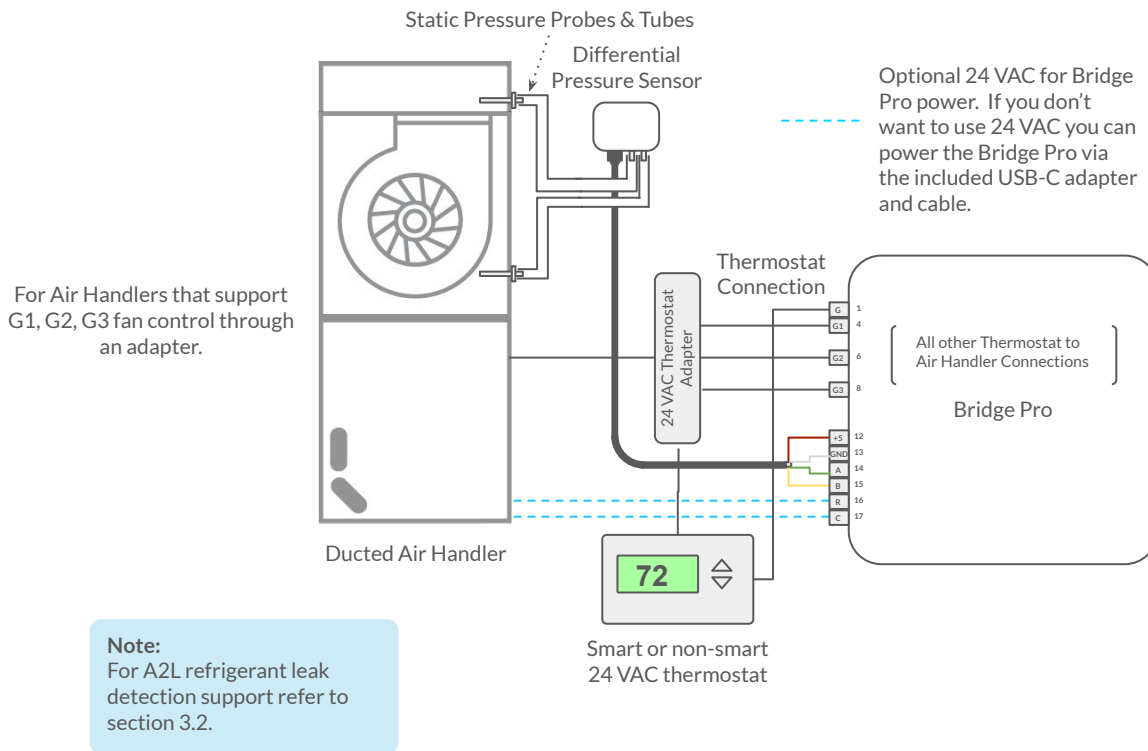 Static Pressure Probes & Tubes
Differential
Pressure Sensor
Optional 24 VAC for Bridge
Pro power. If you don't
want to use 24 VAC you can
power the Bridge Pro via
the included USB-C adapter
and cable.
For Air Handlers that support
G1, G2, G3 fan control through
an adapter.
Thermostat
Connection
24 VAC Thermostat
Adapter
G 1
G1 4
G2 6
G3 8
+5 12
GND 13
A 14
B 15
R 16
C 17
All other Thermostat to
Air Handler Connections
Bridge Pro
Ducted Air Handler
72
Smart or non-smart
24 VAC thermostat
Note:
For A2L refrigerant leak
detection support refer to
section 3.2.